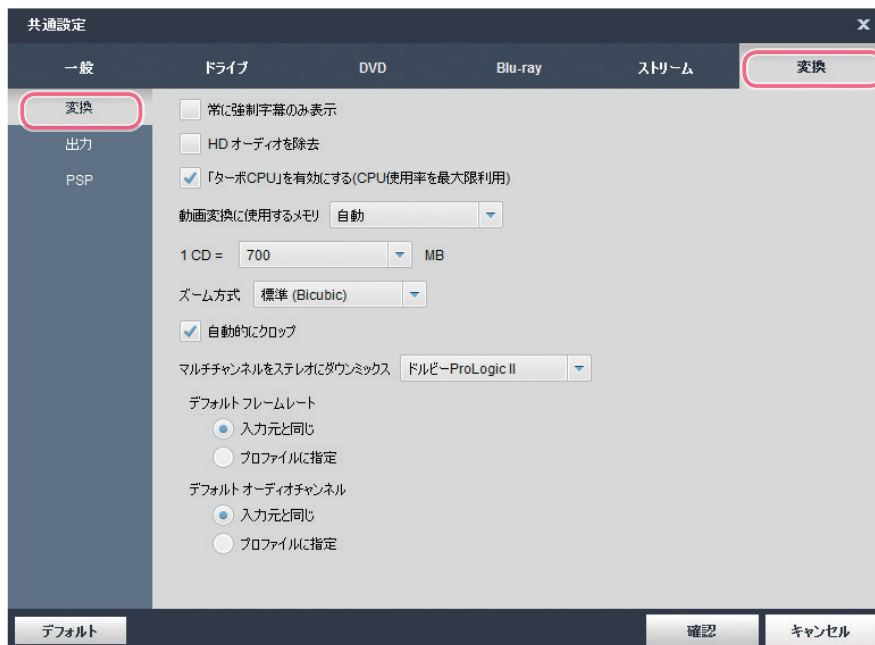 共通設定 x
一般 ドライブ DVD Blu-ray ストリーム 変換
変換
出力
PSP
常に強制字幕のみ表示
HDオーディオを除去
「ターボCPU」を有効にする(CPU使用率を最大限利用)
動画変換に使用するメモリ 自動
1 CD = 700 MB
ズーム方式 標準 (Bicubic)
自動的にクロップ
マルチチャンネルをステレオにダウンミックス ドルビーProLogic II
デフォルトフレームレート
入力元と同じ
プロファイルに指定
デフォルトオーディオチャンネル
入力元と同じ
プロファイルに指定
デフォルト 確認 キャンセル